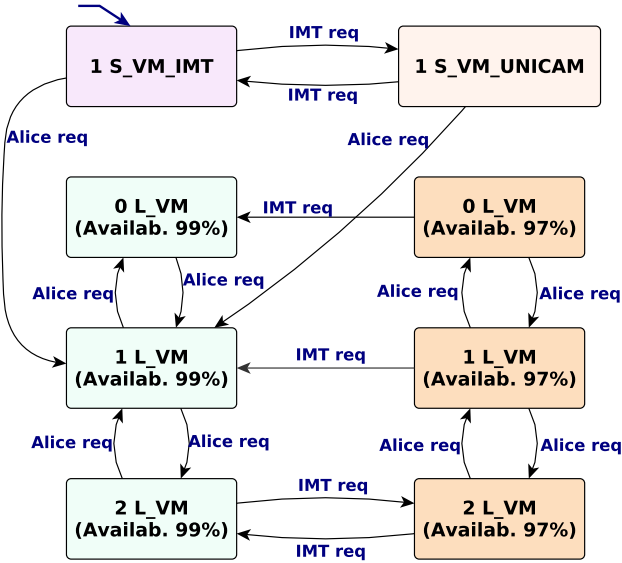 IMT req
1 S_VM_IMT
1 S_VM_UNICAM
IMT req
Alice req
Alice req
0 L_VM
(Availab. 99%)
IMT req
0 L_VM
(Availab. 97%)
Alice req
Alice req
Alice req
Alice req
1 L_VM
(Availab. 99%)
IMT req
1 L_VM
(Availab. 97%)
Alice req
Alice req
Alice req
Alice req
2 L_VM
(Availab. 99%)
IMT req
2 L_VM
(Availab. 97%)
IMT req